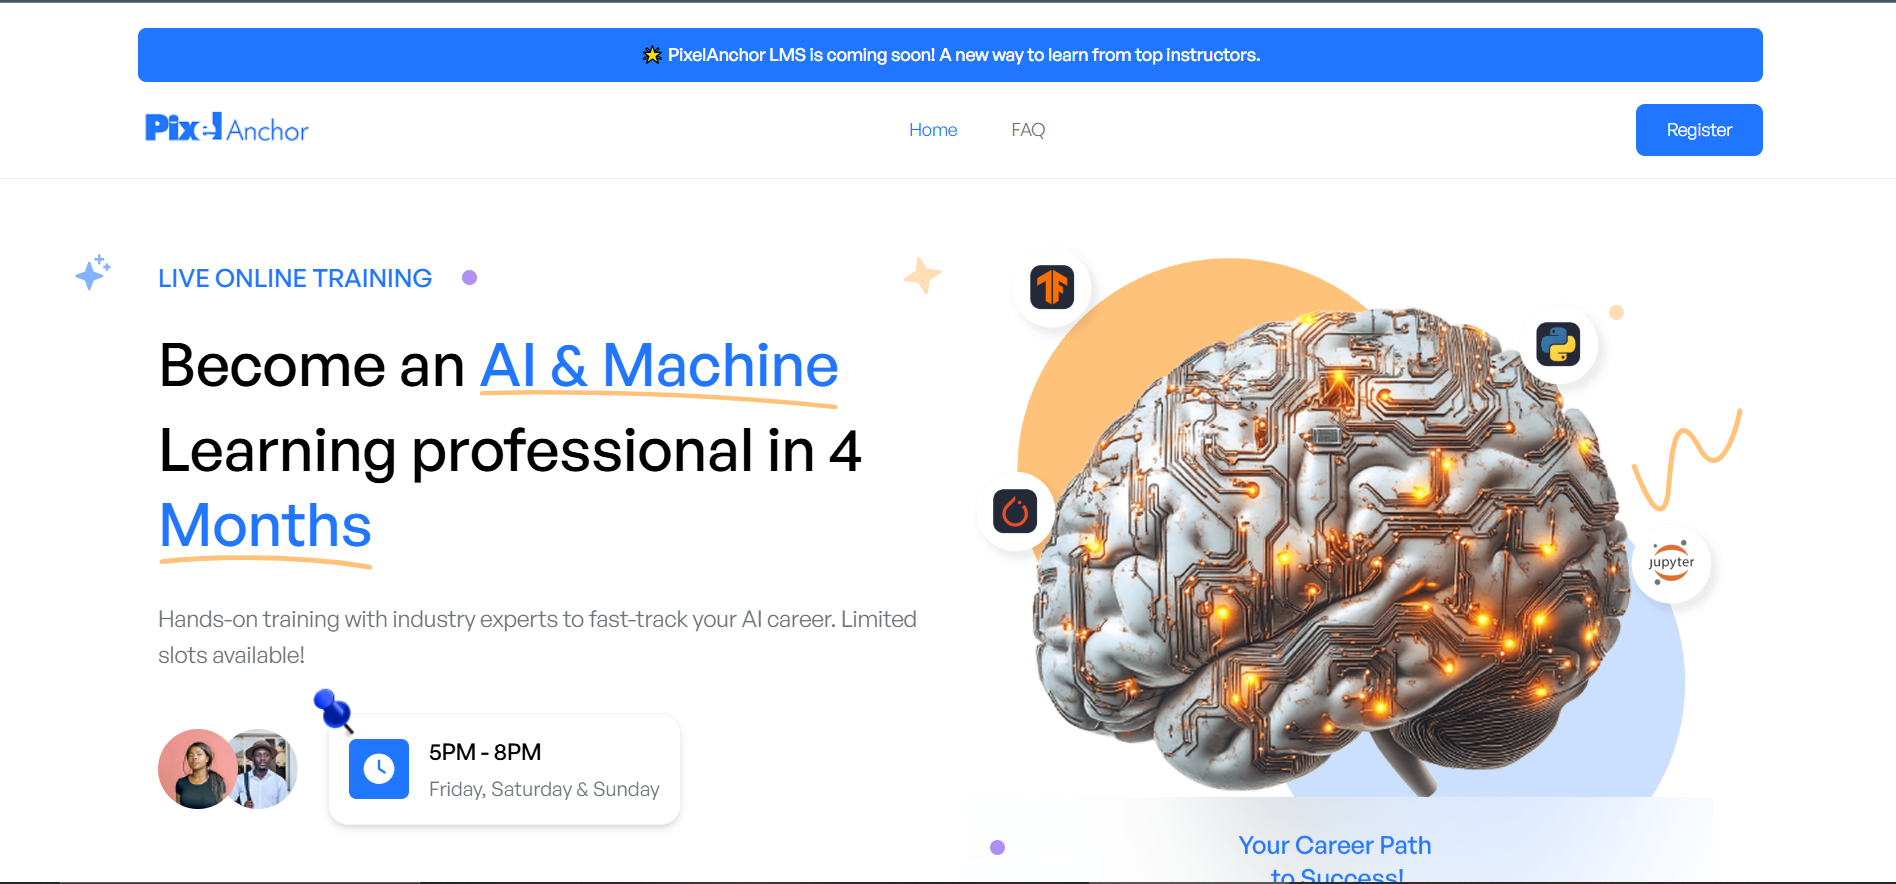 🌟 PixelAnchor LMS is coming soon! A new way to learn from top instructors.
Pixel Anchor
Home
FAQ
Register
LIVE ONLINE TRAINING
Become an AI & Machine
Learning professional in 4
Months
Hands-on training with industry experts to fast-track your AI career. Limited
slots available!
5PM - 8PM
Friday, Saturday & Sunday
jupyter
Your Career Path
to Success!